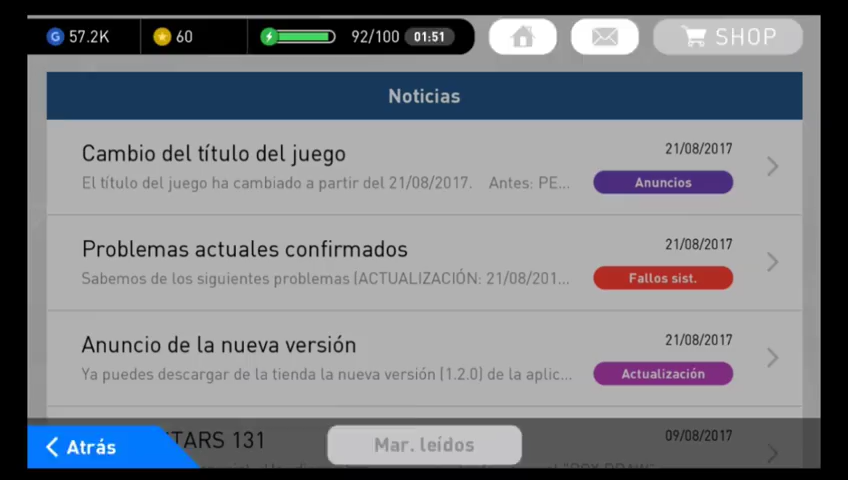 G 57.2K 60 92/100 01:51 SHOP
Noticias
Cambio del título del juego 21/08/2017
El título del juego ha cambiado a partir del 21/08/2017. Antes: PE... Anuncios
Problemas actuales confirmados 21/08/2017
Sabemos de los siguientes problemas (ACTUALIZACIÓN: 21/08/201... Fallos sist.
Anuncio de la nueva versión 21/08/2017
Ya puedes descargar de la tienda la nueva versión (1.2.0) de la aplic... Actualización
TARS 131 09/08/2017
Atrás Mar. leídos